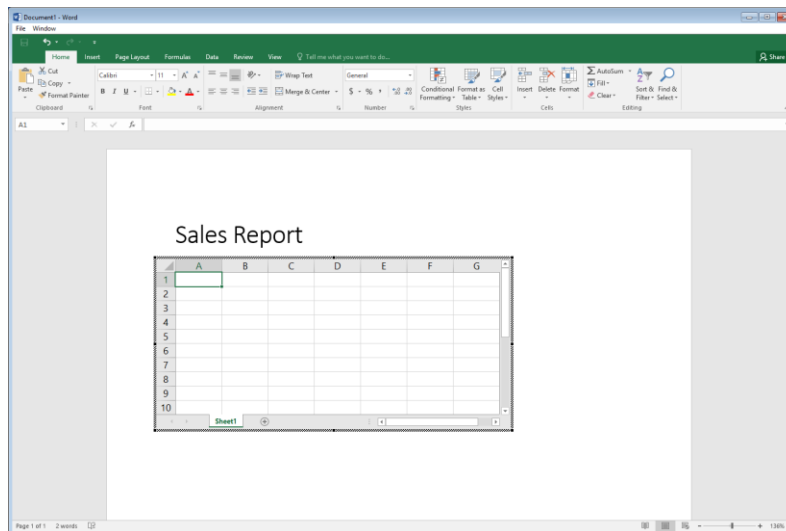 Document1 - Word
File Window
Home Insert Page Layout Formulas Data Review View Tell me what you want to do... Share
Cut
Copy
Format Painter
Paste
Calibri 11
B I U
Wrap Text
Merge & Center
General
$ % ,
Conditional Formatting
Format as Table
Cell Styles
Insert Delete Format
AutoSum
Fill
Clear
Sort & Filter
Find & Select
Clipboard Font Alignment Number Styles Cells Editing
A1 fx
Sales Report
A B C D E F G
1
2
3
4
5
6
7
8
9
10
Sheet1
Page 1 of 1 2 words 136%